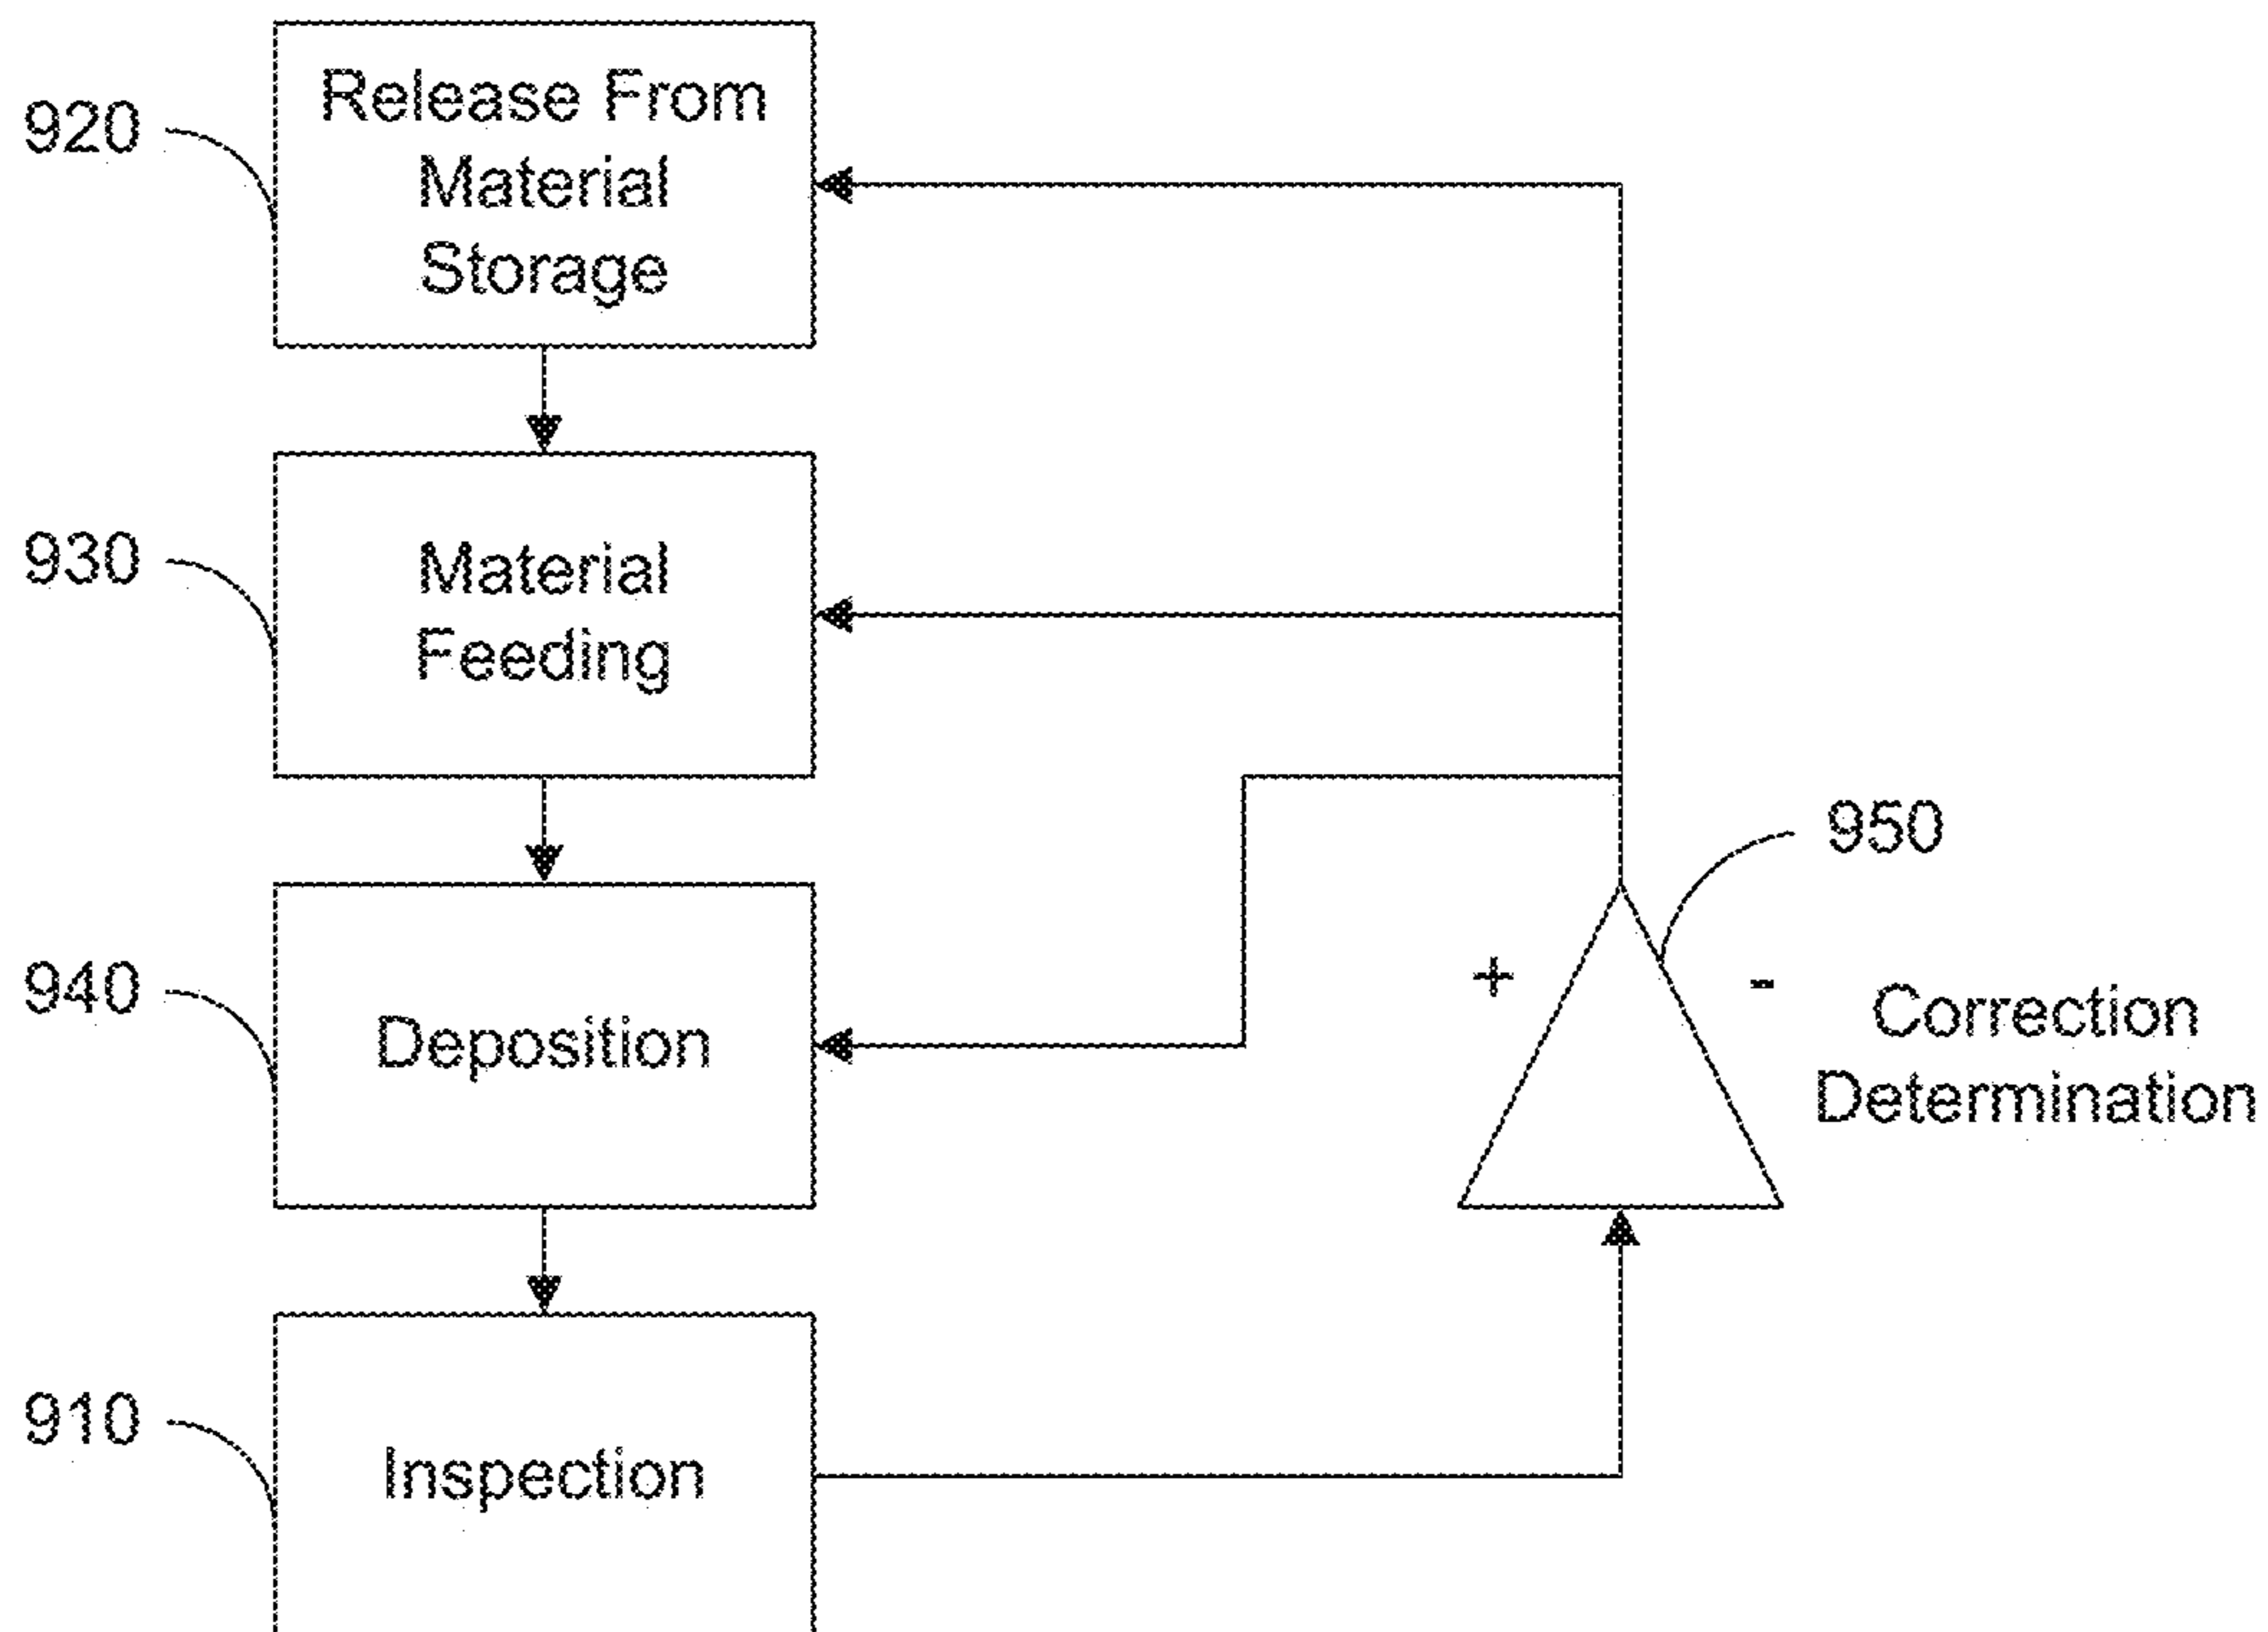 920
Release From
Material
Storage
930
Material
Feeding
950
940
Deposition
+
-
Correction
Determination
910
Inspection